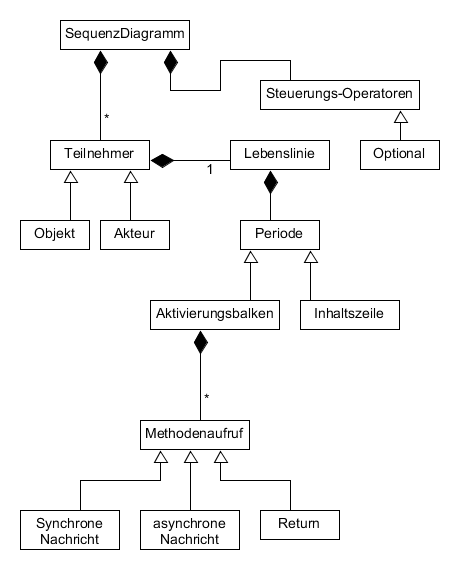 SequenzDiagramm
Steuerungs-Operatoren
*
Teilnehmer
Lebenslinie
Optional
1
Objekt
Akteur
Periode
Aktivierungsbalken
Inhaltszeile
*
Methodenaufruf
Synchrone
Nachricht
asynchrone
Nachricht
Return